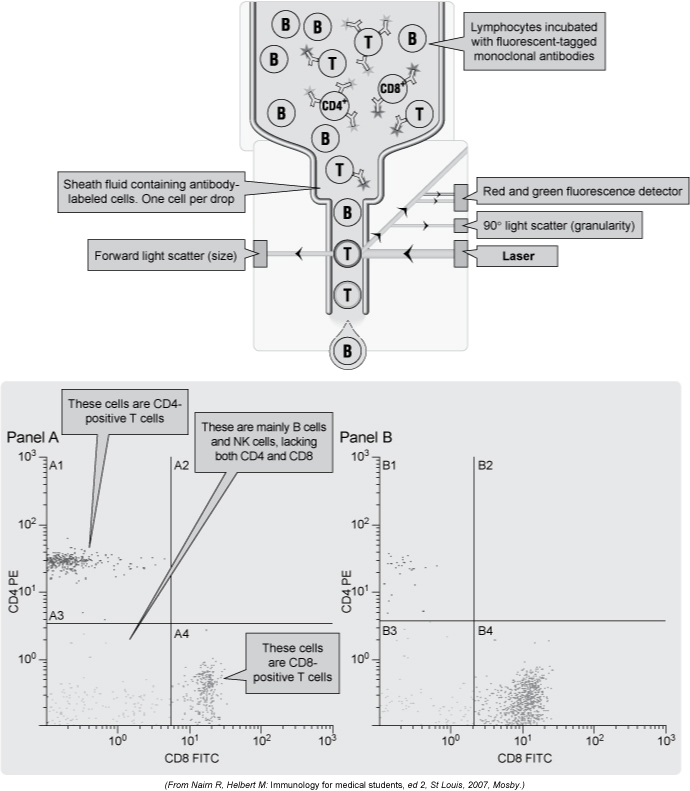 B
B
T
B
Lymphocytes incubated
with fluorescent-tagged
monoclonal antibodies
B
T
CD8+
CD4+
B
T
B
T
Sheath fluid containing antibody-
labeled cells. One cell per drop
Red and green fluorescence detector
B
90° light scatter (granularity)
Forward light scatter (size)
T
Laser
T
B
These cells are CD4-
positive T cells
These are mainly B cells
and NK cells, lacking
both CD4 and CD8
Panel A
A1
A2
A3
A4
10³
10²
10¹
10⁰
CD4 PE
These cells
are CD8-
positive T cells
10⁰
10¹
10²
10³
CD8 FITC
Panel B
B1
B2
B3
B4
10³
10²
10¹
10⁰
CD4 PE
10⁰
10¹
10²
10³
CD8 FITC
(From Nairn R, Helbert M: Immunology for medical students, ed 2, St Louis, 2007, Mosby.)